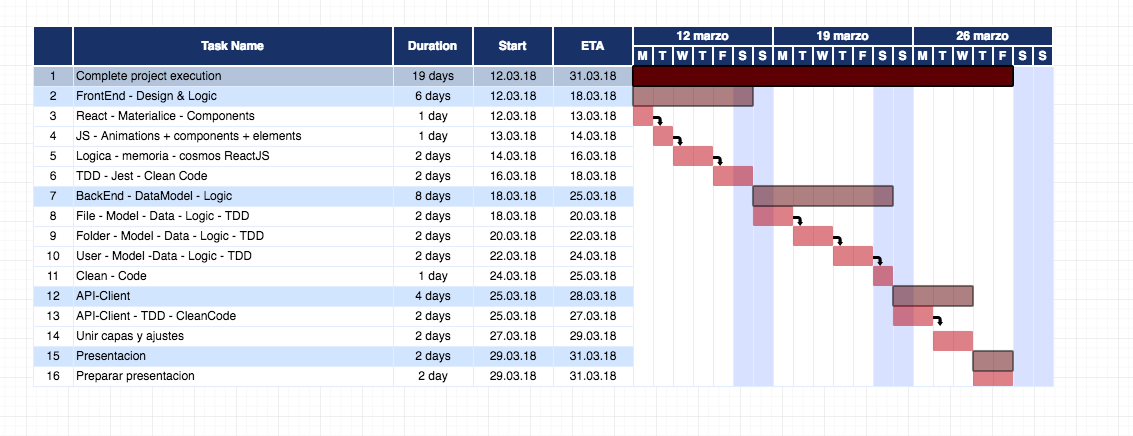 Task Name Duration Start ETA 12 marzo 19 marzo 26 marzo
M T W T F S S M T W T F S S M T W T F S S
1 Complete project execution 19 days 12.03.18 31.03.18
2 FrontEnd - Design & Logic 6 days 12.03.18 18.03.18
3 React - Materialice - Components 1 day 12.03.18 13.03.18
4 JS - Animations + components + elements 1 day 13.03.18 14.03.18
5 Logica - memoria - cosmos ReactJS 2 days 14.03.18 16.03.18
6 TDD - Jest - Clean Code 2 days 16.03.18 18.03.18
7 BackEnd - DataModel - Logic 8 days 18.03.18 25.03.18
8 File - Model - Data - Logic - TDD 2 days 18.03.18 20.03.18
9 Folder - Model - Data - Logic - TDD 2 days 20.03.18 22.03.18
10 User - Model -Data - Logic - TDD 2 days 22.03.18 24.03.18
11 Clean - Code 1 day 24.03.18 25.03.18
12 API-Client 4 days 25.03.18 28.03.18
13 API-Client - TDD - CleanCode 2 days 25.03.18 27.03.18
14 Unir capas y ajustes 2 days 27.03.18 29.03.18
15 Presentacion 2 days 29.03.18 31.03.18
16 Preparar presentacion 2 day 29.03.18 31.03.18